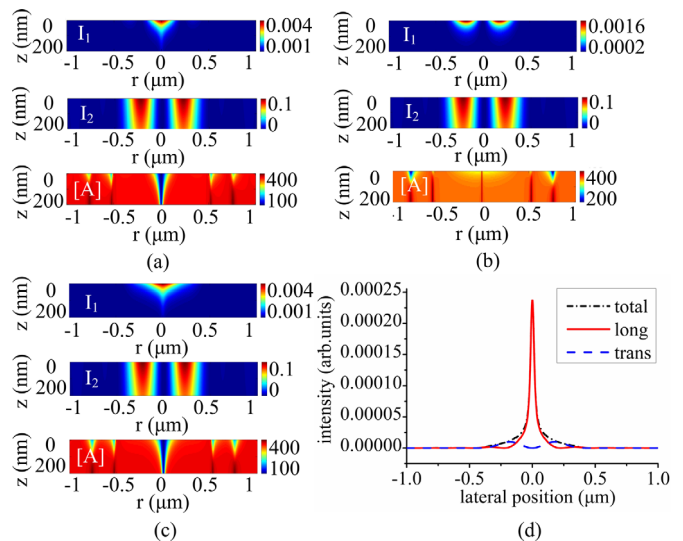 (a)
z (nm)
0
200
I₁
0.004
0.001
-1 -0.5 0 0.5 1
r (μm)
z (nm)
0
200
I₂
0.1
0
-1 -0.5 0 0.5 1
r (μm)
z (nm)
0
200
[A]
400
100
-1 -0.5 0 0.5 1
r (μm)
(a)
(b)
z (nm)
0
200
I₁
0.0016
0.0002
-1 -0.5 0 0.5 1
r (μm)
z (nm)
0
200
I₂
0.1
0
-1 -0.5 0 0.5 1
r (μm)
z (nm)
0
200
[A]
400
200
-1 -0.5 0 0.5 1
r (μm)
(b)
(c)
z (nm)
0
200
I₁
0.004
0.001
-1 -0.5 0 0.5 1
r (μm)
z (nm)
0
200
I₂
0.1
0
-1 -0.5 0 0.5 1
r (μm)
z (nm)
0
200
[A]
400
100
-1 -0.5 0 0.5 1
r (μm)
(c)
(d)
intensity (arb.units)
0.00025
0.00020
0.00015
0.00010
0.00005
0.00000
total
long
trans
-1.0 -0.5 0.0 0.5 1.0
lateral position (μm)
(d)